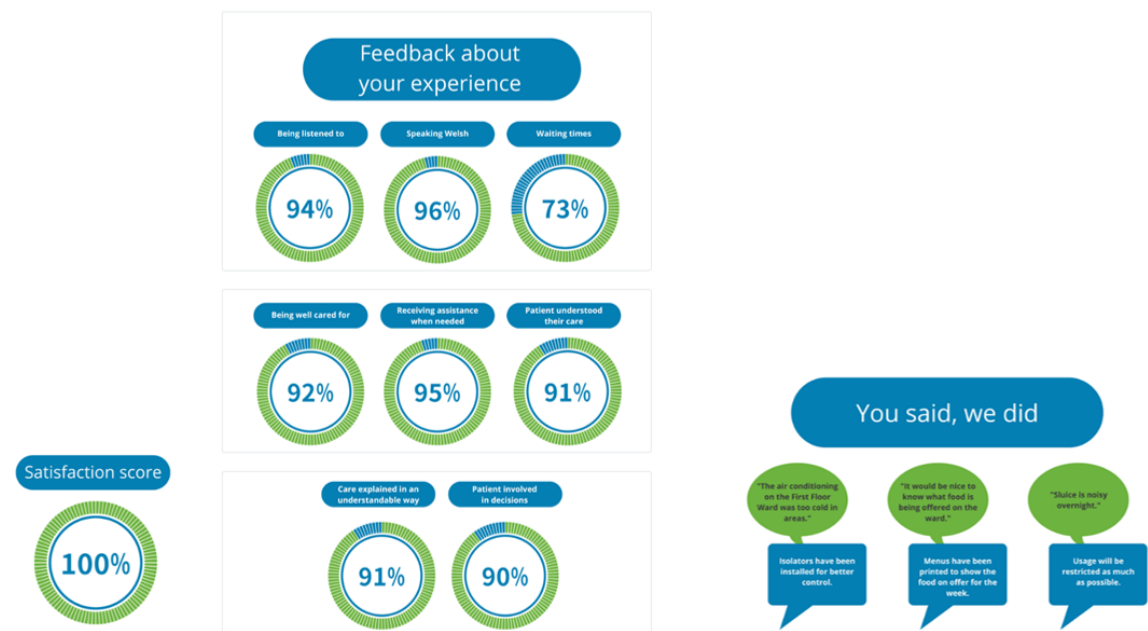 Feedback about
your experience
Being listened to
Speaking Welsh
Waiting times
94%
96%
73%
Being well cared for
Receiving assistance
when needed
Patient understood
their care
92%
95%
91%
Care explained in an
understandable way
Patient involved
in decisions
91%
90%
Satisfaction score
100%
You said, we did
"The air conditioning
on the First Floor
Ward was too cold in
areas."
"It would be nice to
know what food is
being offered on the
ward."
"Sluice is noisy
overnight."
Isolators have been
installed for better
control.
Menus have been
printed to show the
food on offer for the
week.
Usage will be
restricted as much
as possible.